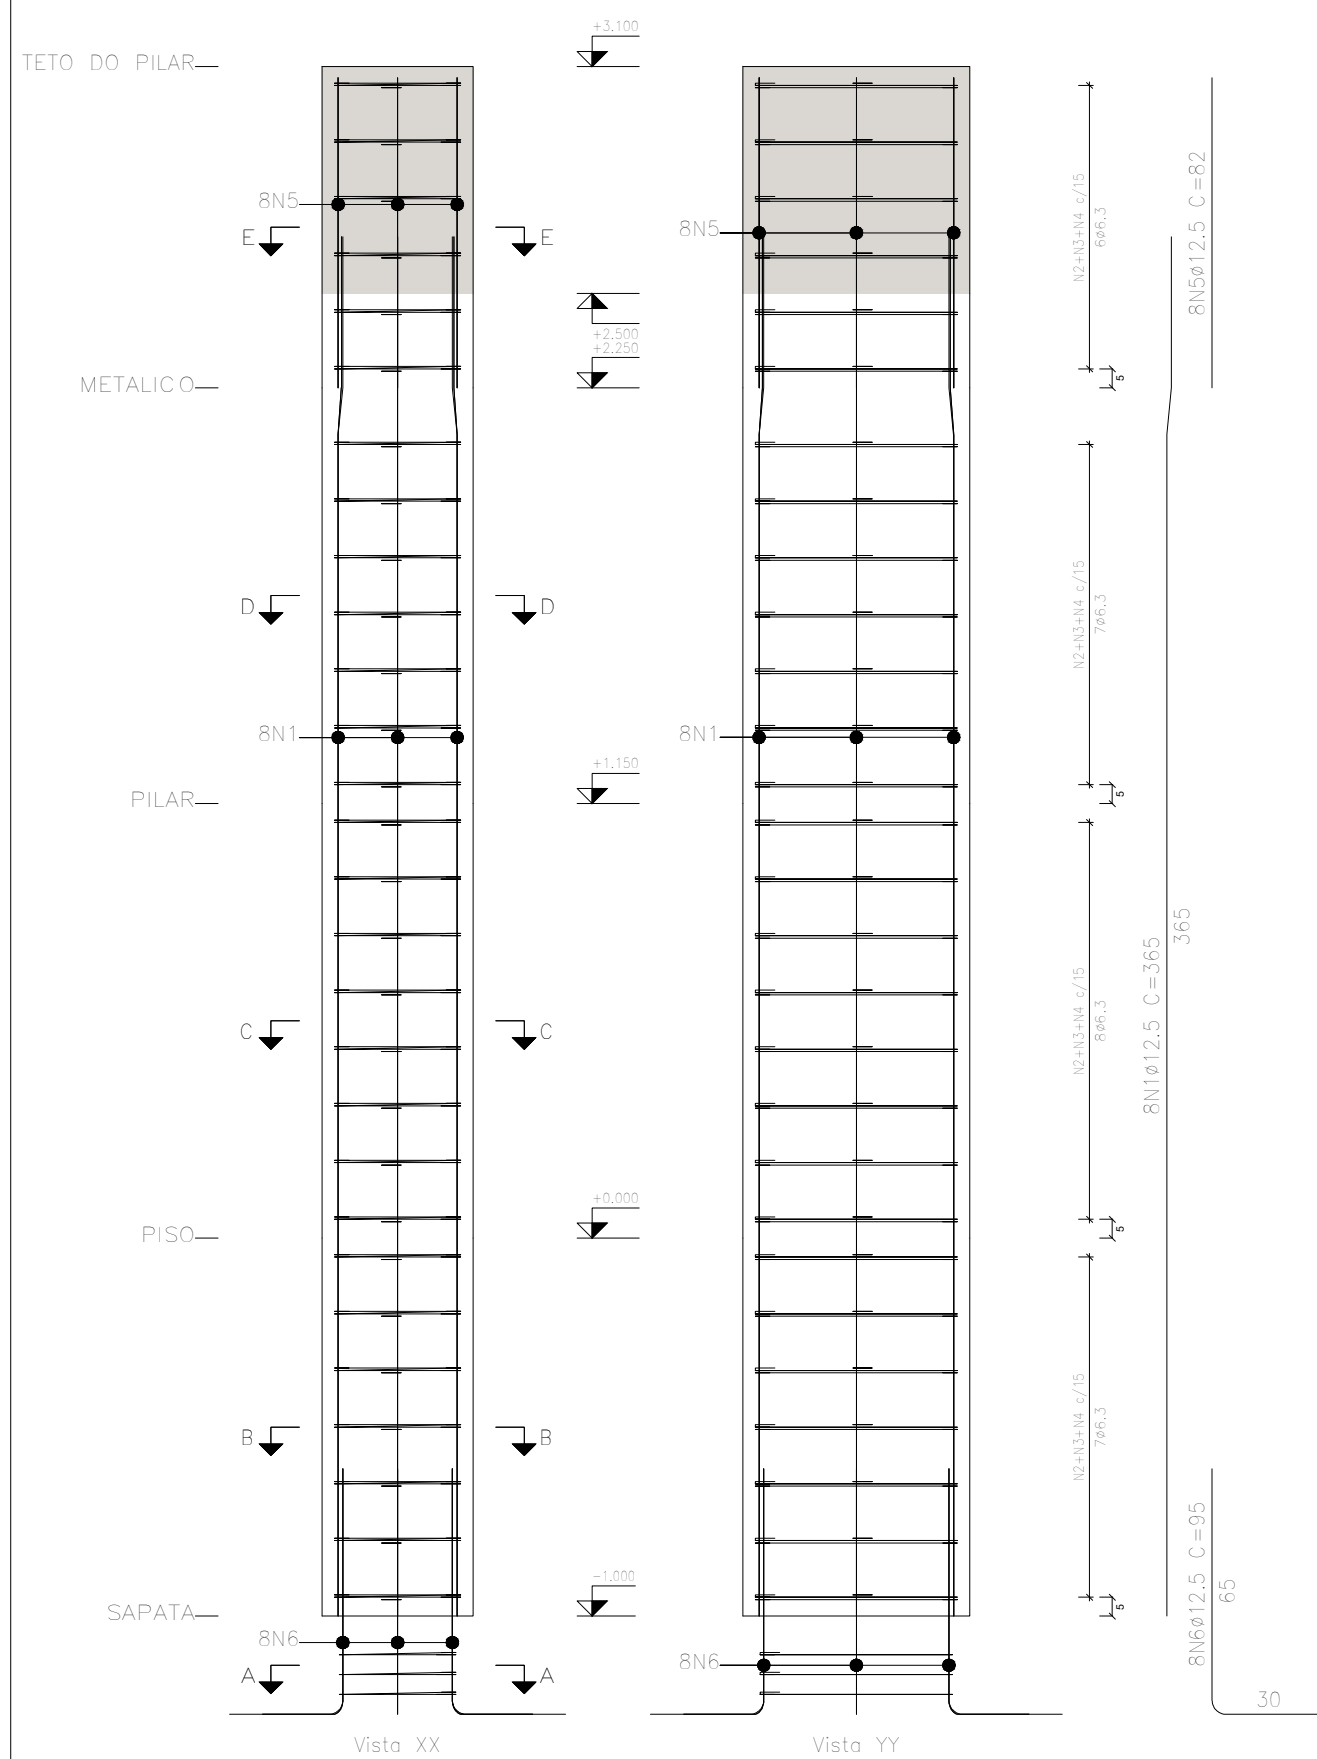 +3.100
TETO DO PILAR
8N5
E
E
8N5
N2+N3+N4 c/15
6ø6.3
8N5ø12.5 C=82
+2.500
+2.250
METALICO
5
D
D
N2+N3+N4 c/15
7ø6.3
8N1
8N1
+1.150
PILAR
5
365
8N1ø12.5 C=365
C
C
N2+N3+N4 c/15
8ø6.3
+0.000
PISO
5
B
B
N2+N3+N4 c/15
7ø6.3
8N6ø12.5 C=95
65
-1.000
SAPATA
5
8N6
8N6
A
A
30
Vista XX
Vista YY